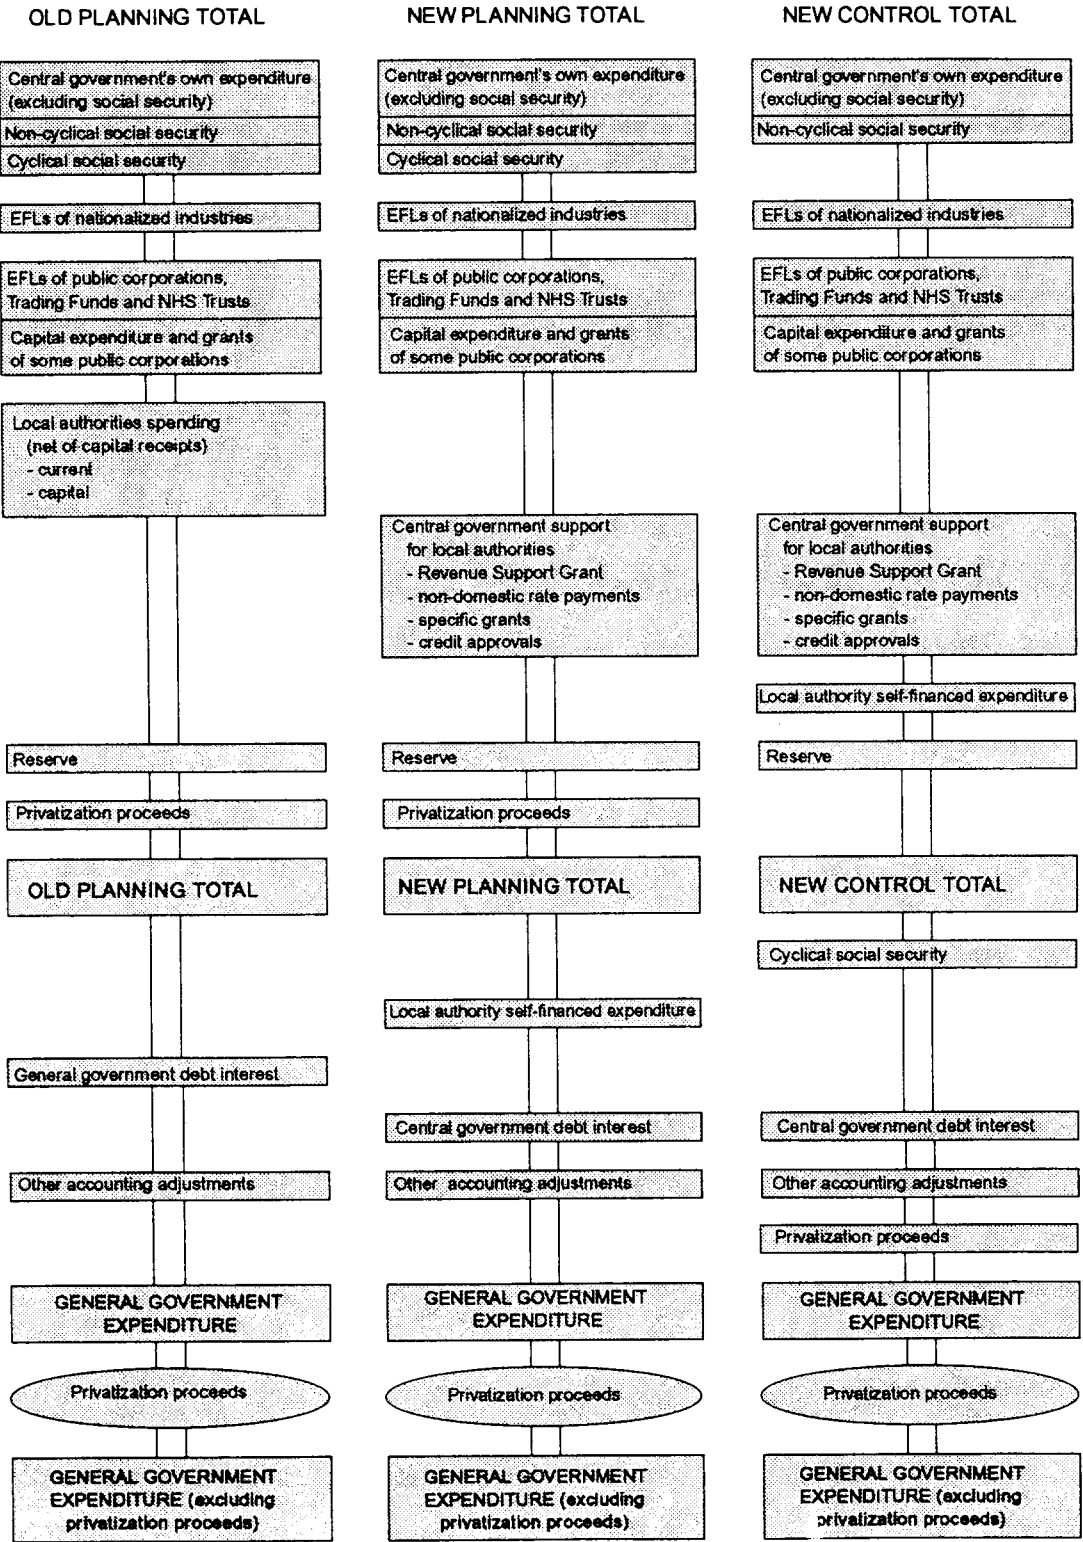 OLD PLANNING TOTAL
Central government's own expenditure
(excluding social security)
Non-cyclical social security
Cyclical social security
EFLs of nationalized industries
EFLs of public corporations,
Trading Funds and NHS Trusts
Capital expenditure and grants
of some public corporations
Local authorities spending
(net of capital receipts)
- current
- capital
Reserve
Privatization proceeds
OLD PLANNING TOTAL
General government debt interest
Other accounting adjustments
GENERAL GOVERNMENT
EXPENDITURE
Privatization proceeds
GENERAL GOVERNMENT
EXPENDITURE (excluding
privatization proceeds)
NEW PLANNING TOTAL
Central government's own expenditure
(excluding social security)
Non-cyclical social security
Cyclical social security
EFLs of nationalized industries
EFLs of public corporations,
Trading Funds and NHS Trusts
Capital expenditure and grants
of some public corporations
Central government support
for local authorities
- Revenue Support Grant
- non-domestic rate payments
- specific grants
- credit approvals
Reserve
Privatization proceeds
NEW PLANNING TOTAL
Local authority self-financed expenditure
Central government debt interest
Other accounting adjustments
GENERAL GOVERNMENT
EXPENDITURE
Privatization proceeds
GENERAL GOVERNMENT
EXPENDITURE (excluding
privatization proceeds)
NEW CONTROL TOTAL
Central government's own expenditure
(excluding social security)
Non-cyclical social security
EFLs of nationalized industries
EFLs of public corporations,
Trading Funds and NHS Trusts
Capital expenditure and grants
of some public corporations
Central government support
for local authorities
- Revenue Support Grant
- non-domestic rate payments
- specific grants
- credit approvals
Local authority self-financed expenditure
Reserve
NEW CONTROL TOTAL
Cyclical social security
Central government debt interest
Other accounting adjustments
Privatization proceeds
GENERAL GOVERNMENT
EXPENDITURE
Privatization proceeds
GENERAL GOVERNMENT
EXPENDITURE (excluding
privatization proceeds)